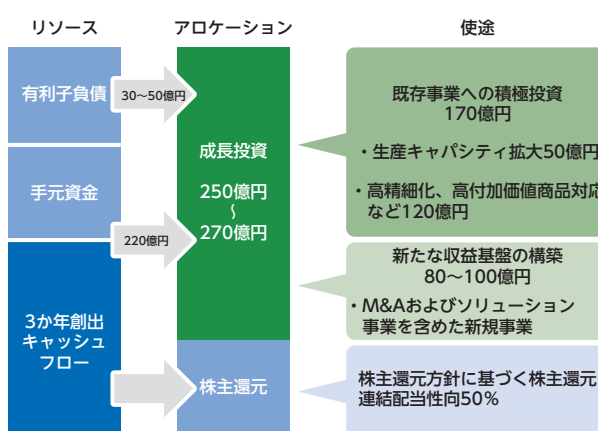 リソース
アロケーション
使途
有利子負債
30〜50億円
手元資金
220億円
3か年創出
キャッシュ
フロー
成長投資
250億円
〜
270億円
株主還元
既存事業への積極投資
170億円
・生産キャパシティ拡大50億円
・高精細化、高付加価値商品対応
など120億円
新たな収益基盤の構築
80〜100億円
・M&Aおよびソリューション
事業を含めた新規事業
株主還元方針に基づく株主還元
連結配当性向50%